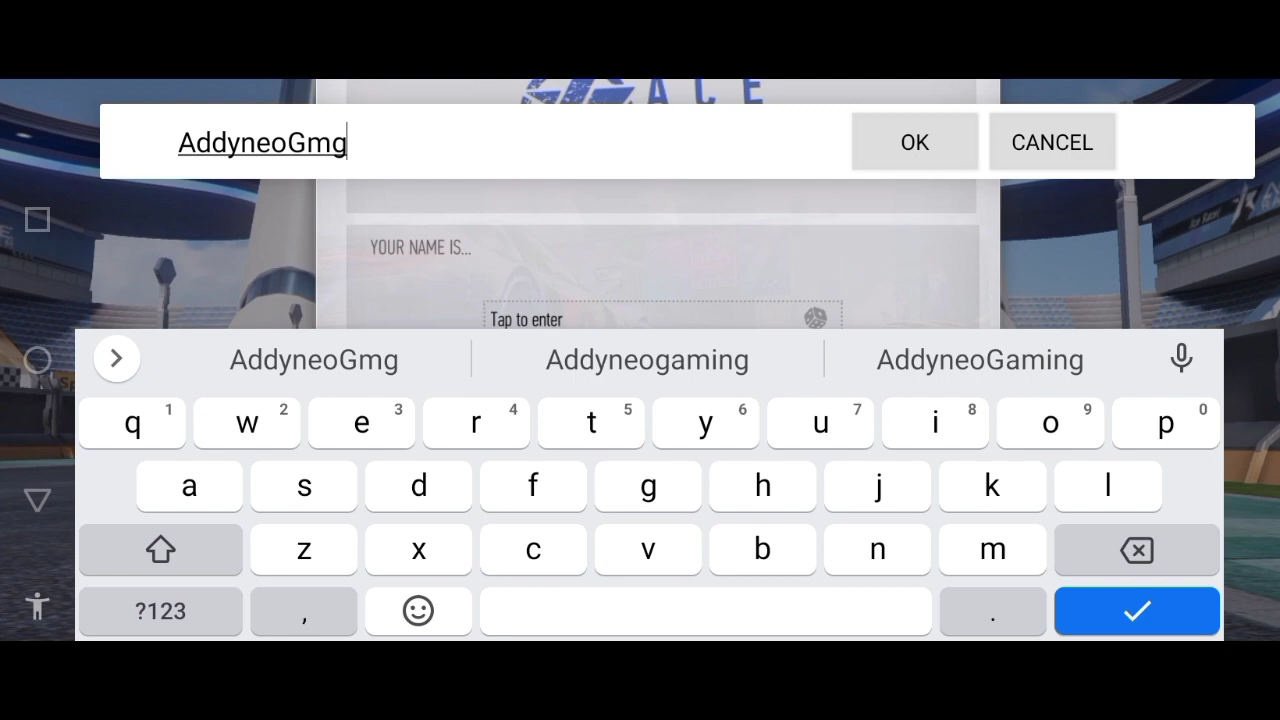 ACE
AddyneoGmg
OK
CANCEL
YOUR NAME IS...
Tap to enter
AddyneoGmg
Addyneogaming
AddyneoGaming
q 1 w 2 e 3 r 4 t 5 y 6 u 7 i 8 o 9 p 0
a s d f g h j k l
z x c v b n m
?123 , .